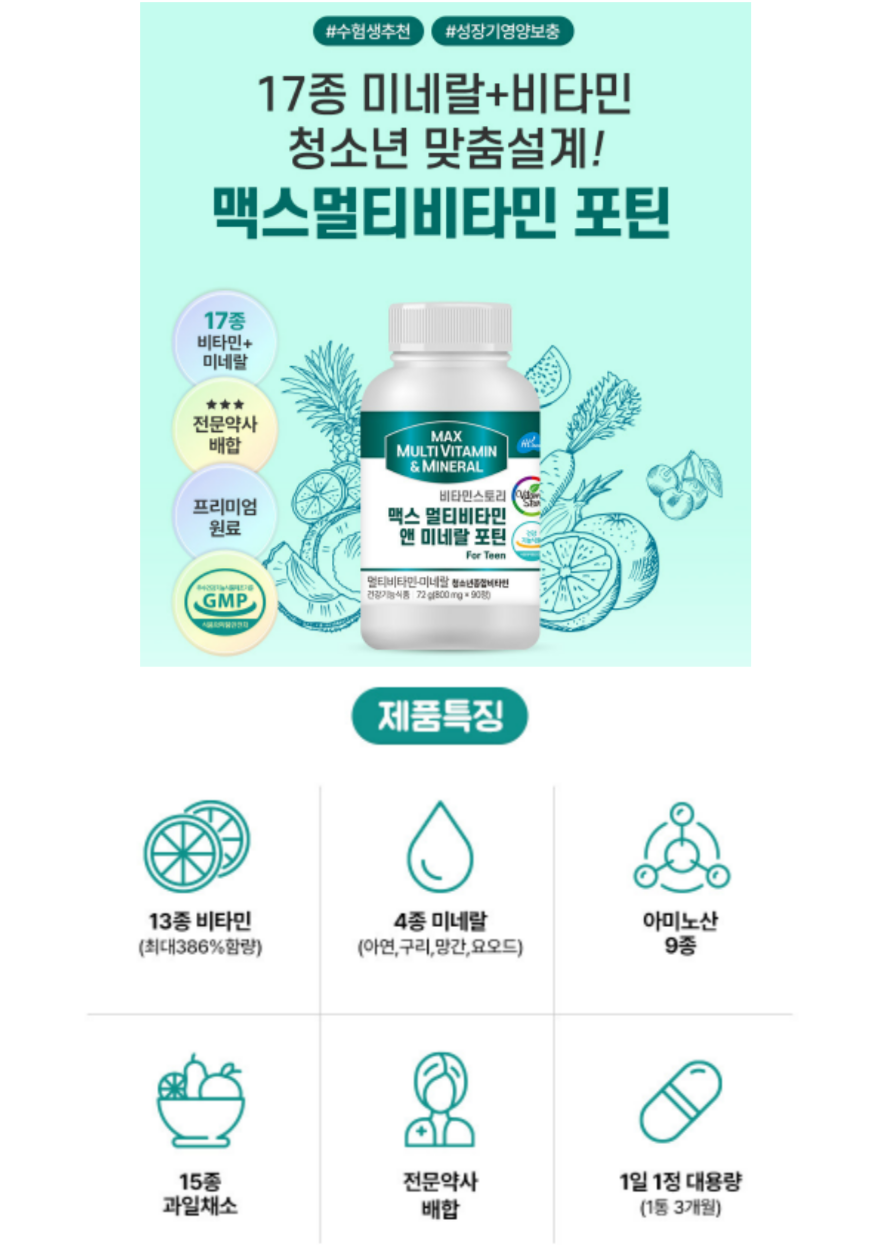 #수험생추천 #성장기영양보충
17종 미네랄+비타민
청소년 맞춤설계!
맥스멀티비타민 포틴
17종
비타민+
미네랄
★★★
전문약사
배합
프리미엄
원료
GMP
MAX
MULTI VITAMIN
& MINERAL
비타민스토리
맥스 멀티비타민
앤 미네랄 포틴
For Teen
멀티비타민·미네랄 청소년종합비타민
건강기능식품 72 g(800 mg × 90정)
제품특징
13종 비타민
(최대386%함량)
4종 미네랄
(아연,구리,망간,요오드)
아미노산
9종
15종
과일채소
전문약사
배합
1일 1정 대용량
(1통 3개월)